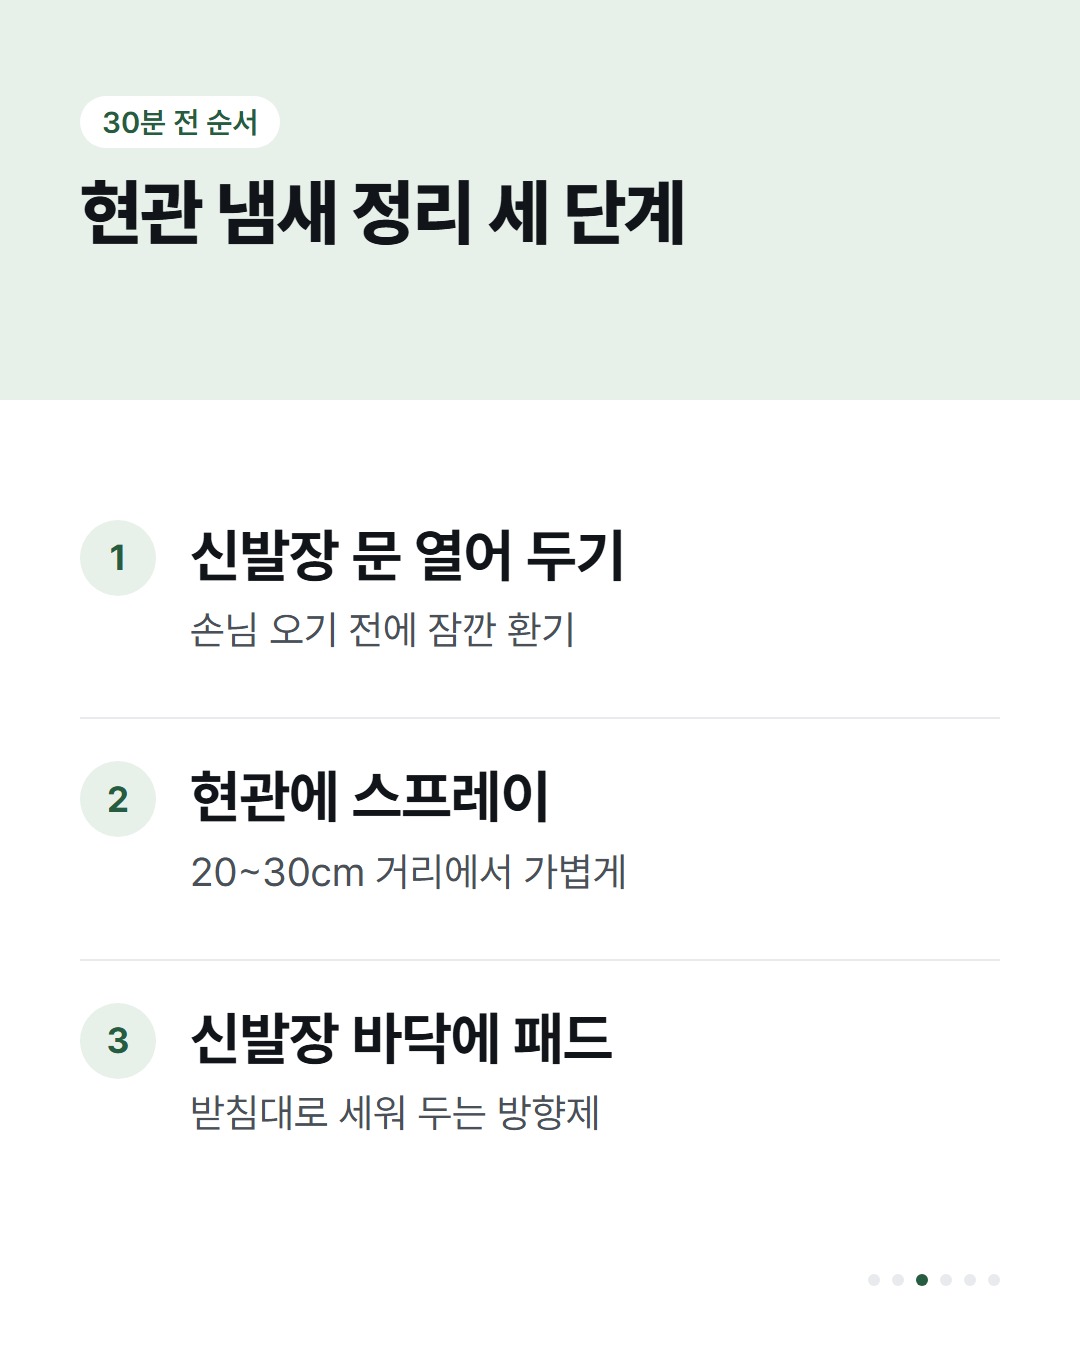 30분 전 순서
현관 냄새 정리 세 단계
1
신발장 문 열어 두기
손님 오기 전에 잠깐 환기
2
현관에 스프레이
20~30cm 거리에서 가볍게
3
신발장 바닥에 패드
받침대로 세워 두는 방향제